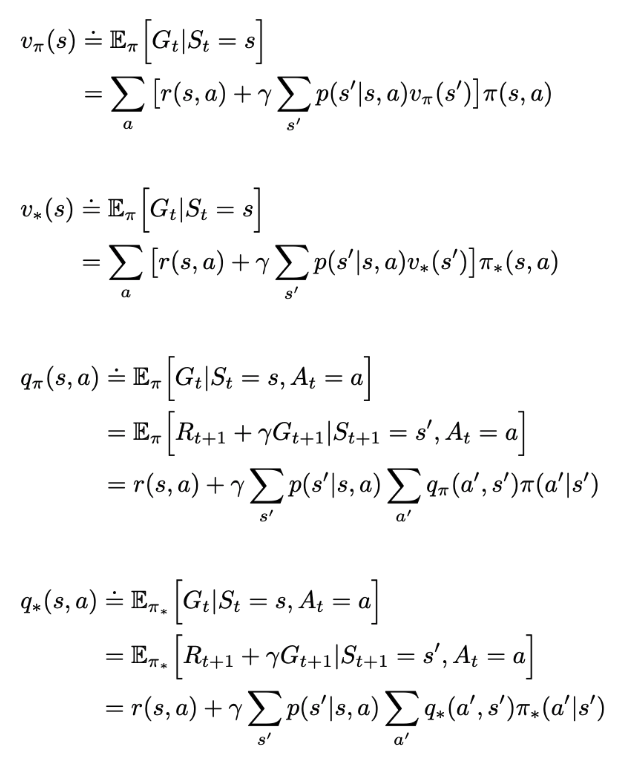 v_π(s) ≐ 𝔼_π[G_t|S_t = s]
= ∑_a [r(s, a) + γ ∑_{s′} p(s′|s, a)v_π(s′)]π(s, a)
v_*(s) ≐ 𝔼_π[G_t|S_t = s]
= ∑_a [r(s, a) + γ ∑_{s′} p(s′|s, a)v_*(s′)]π_*(s, a)
q_π(s, a) ≐ 𝔼_π[G_t|S_t = s, A_t = a]
= 𝔼_π[R_{t+1} + γG_{t+1}|S_{t+1} = s′, A_t = a]
= r(s, a) + γ ∑_{s′} p(s′|s, a) ∑_{a′} q_π(a′, s′)π(a′|s′)
q_*(s, a) ≐ 𝔼_{π_*}[G_t|S_t = s, A_t = a]
= 𝔼_{π_*}[R_{t+1} + γG_{t+1}|S_{t+1} = s′, A_t = a]
= r(s, a) + γ ∑_{s′} p(s′|s, a) ∑_{a′} q_*(a′, s′)π_*(a′|s′)